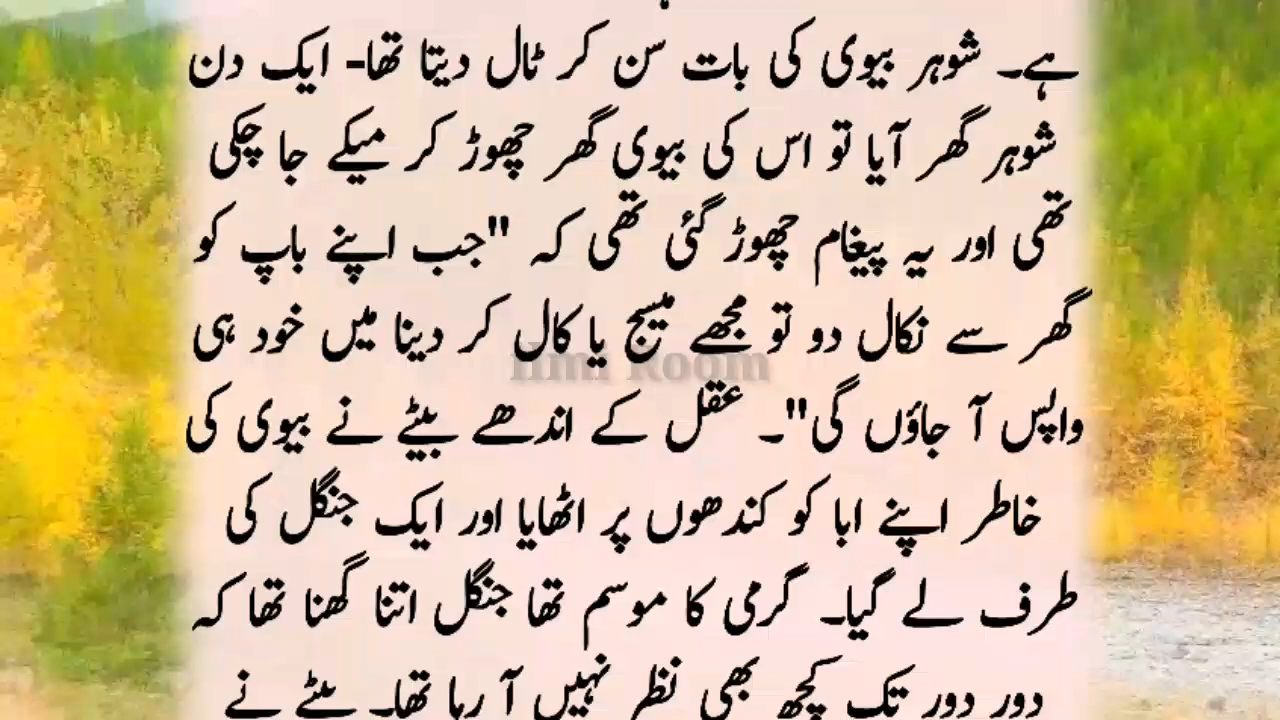 ہے۔ شوہر بیوی کی بات سن کر ٹال دیتا تھا- ایک دن
شوہر گھر آیا تو اس کی بیوی گھر چھوڑ کر میکے جا چکی
تھی اور یہ پیغام چھوڑ گئی تھی کہ "جب اپنے باپ کو
گھر سے نکال دو تو مجھے میسج یا کال کر دینا میں خود ہی
Ilmi Room
واپس آ جاؤں گی"۔ عقل کے اندھے بیٹے نے بیوی کی
خاطر اپنے ابا کو کندھوں پر اٹھایا اور ایک جنگل کی
طرف لے گیا۔ گرمی کا موسم تھا جنگل اتنا گھنا تھا کہ
دور دور تک کچھ بھی نظر نہیں آ رہا تھا۔ بیٹے نے